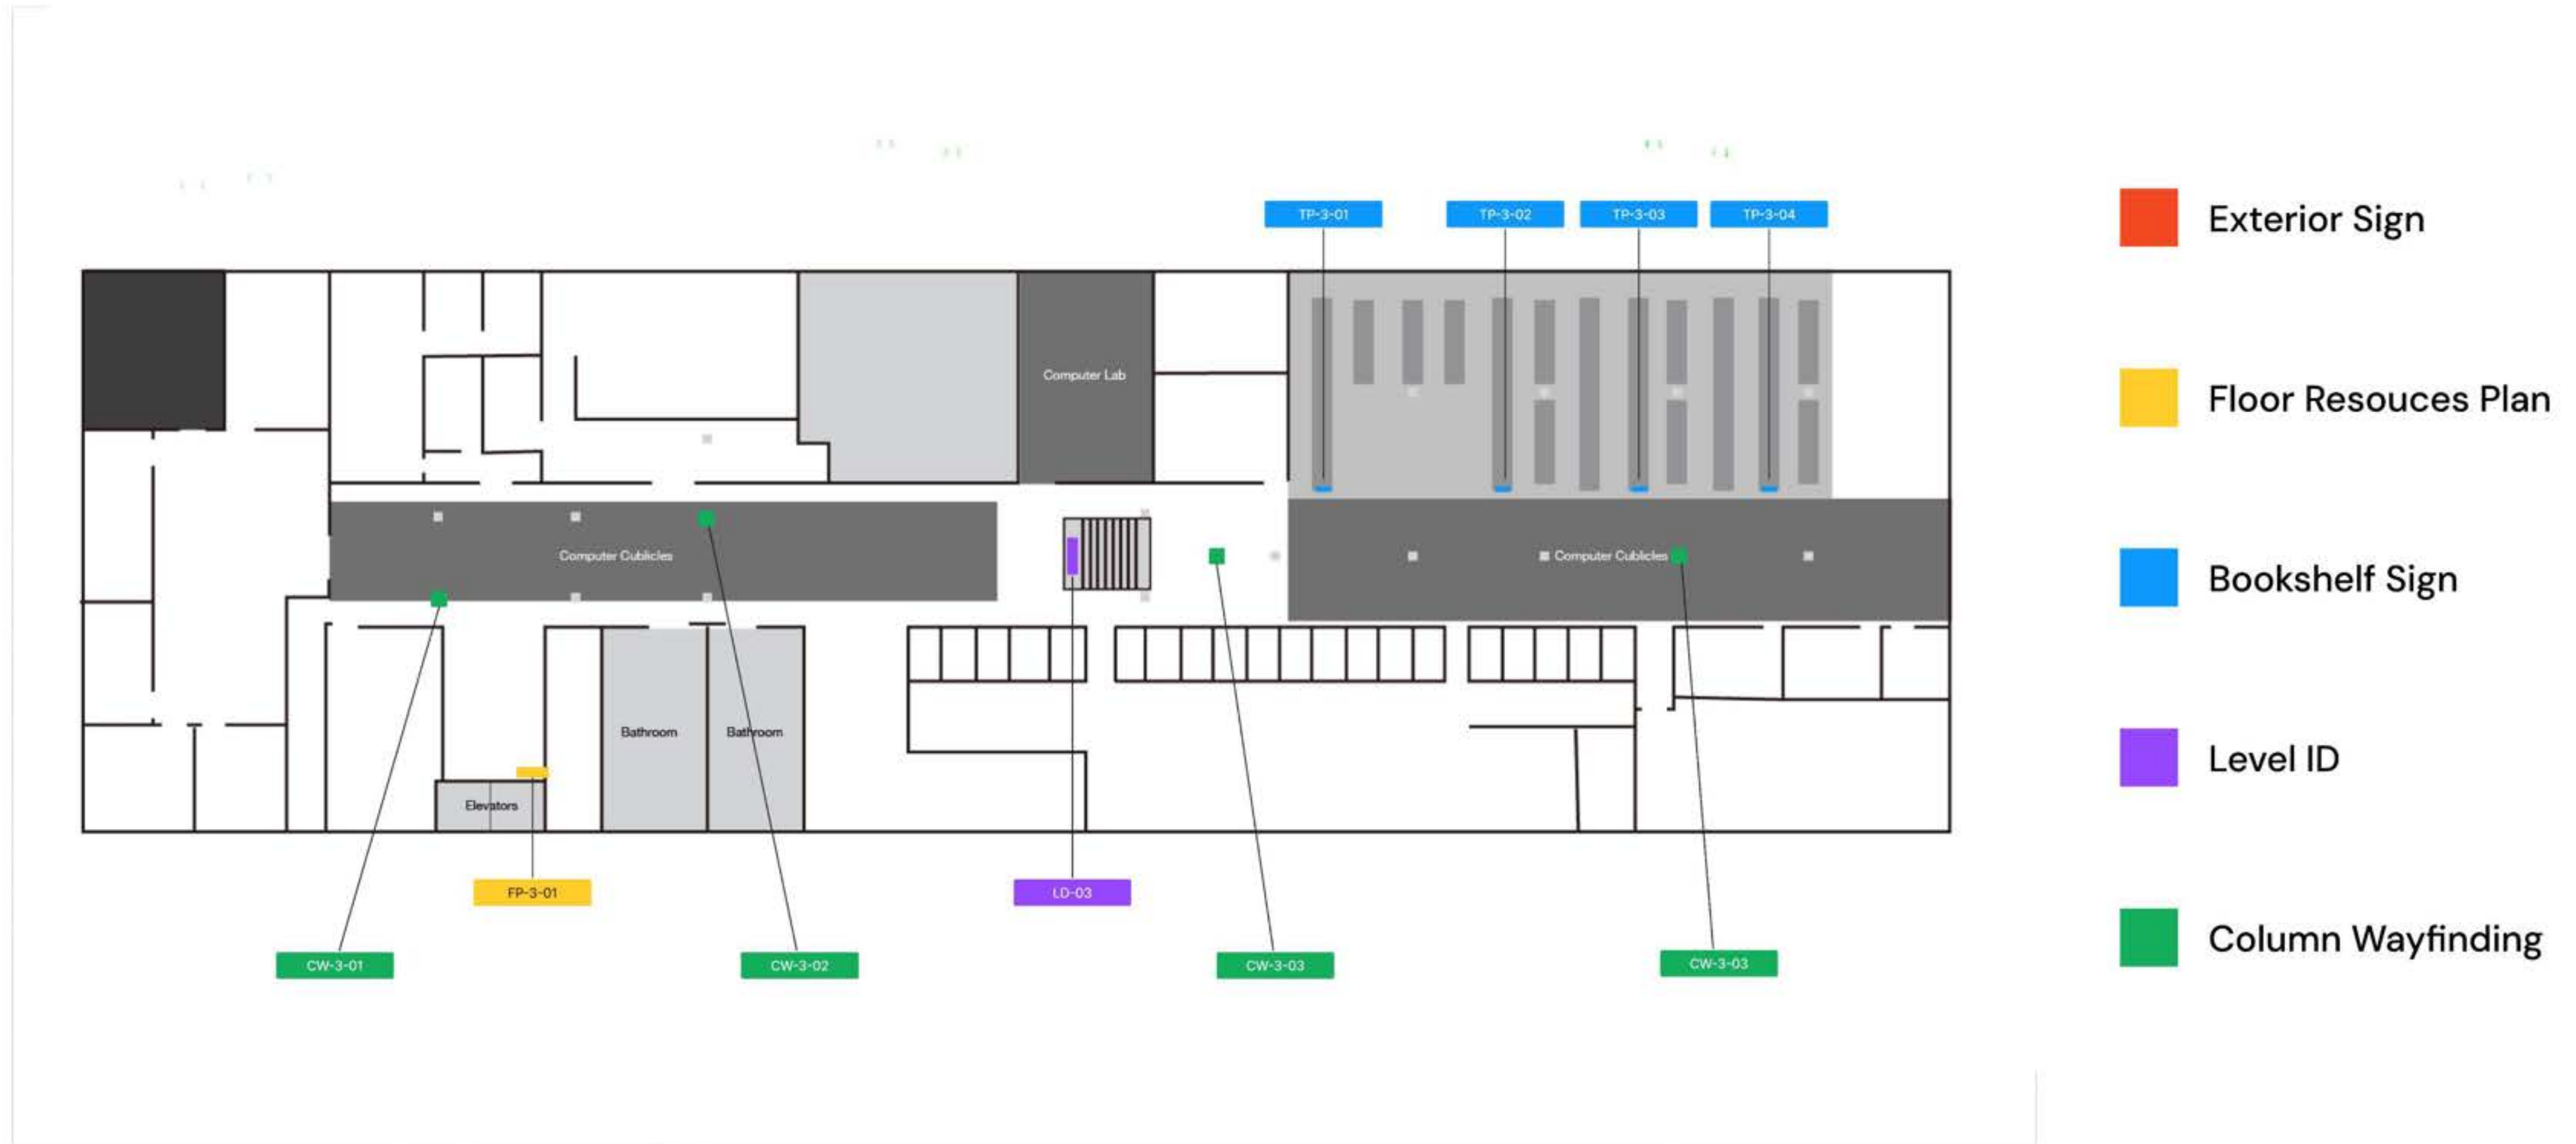 TP-3-01
TP-3-02
TP-3-03
TP-3-04
Computer Lab
Computer Cublicles
Computer Cublicles
Bathroom
Bathroom
Elevators
FP-3-01
LD-03
CW-3-01
CW-3-02
CW-3-03
CW-3-03
Exterior Sign
Floor Resouces Plan
Bookshelf Sign
Level ID
Column Wayfinding